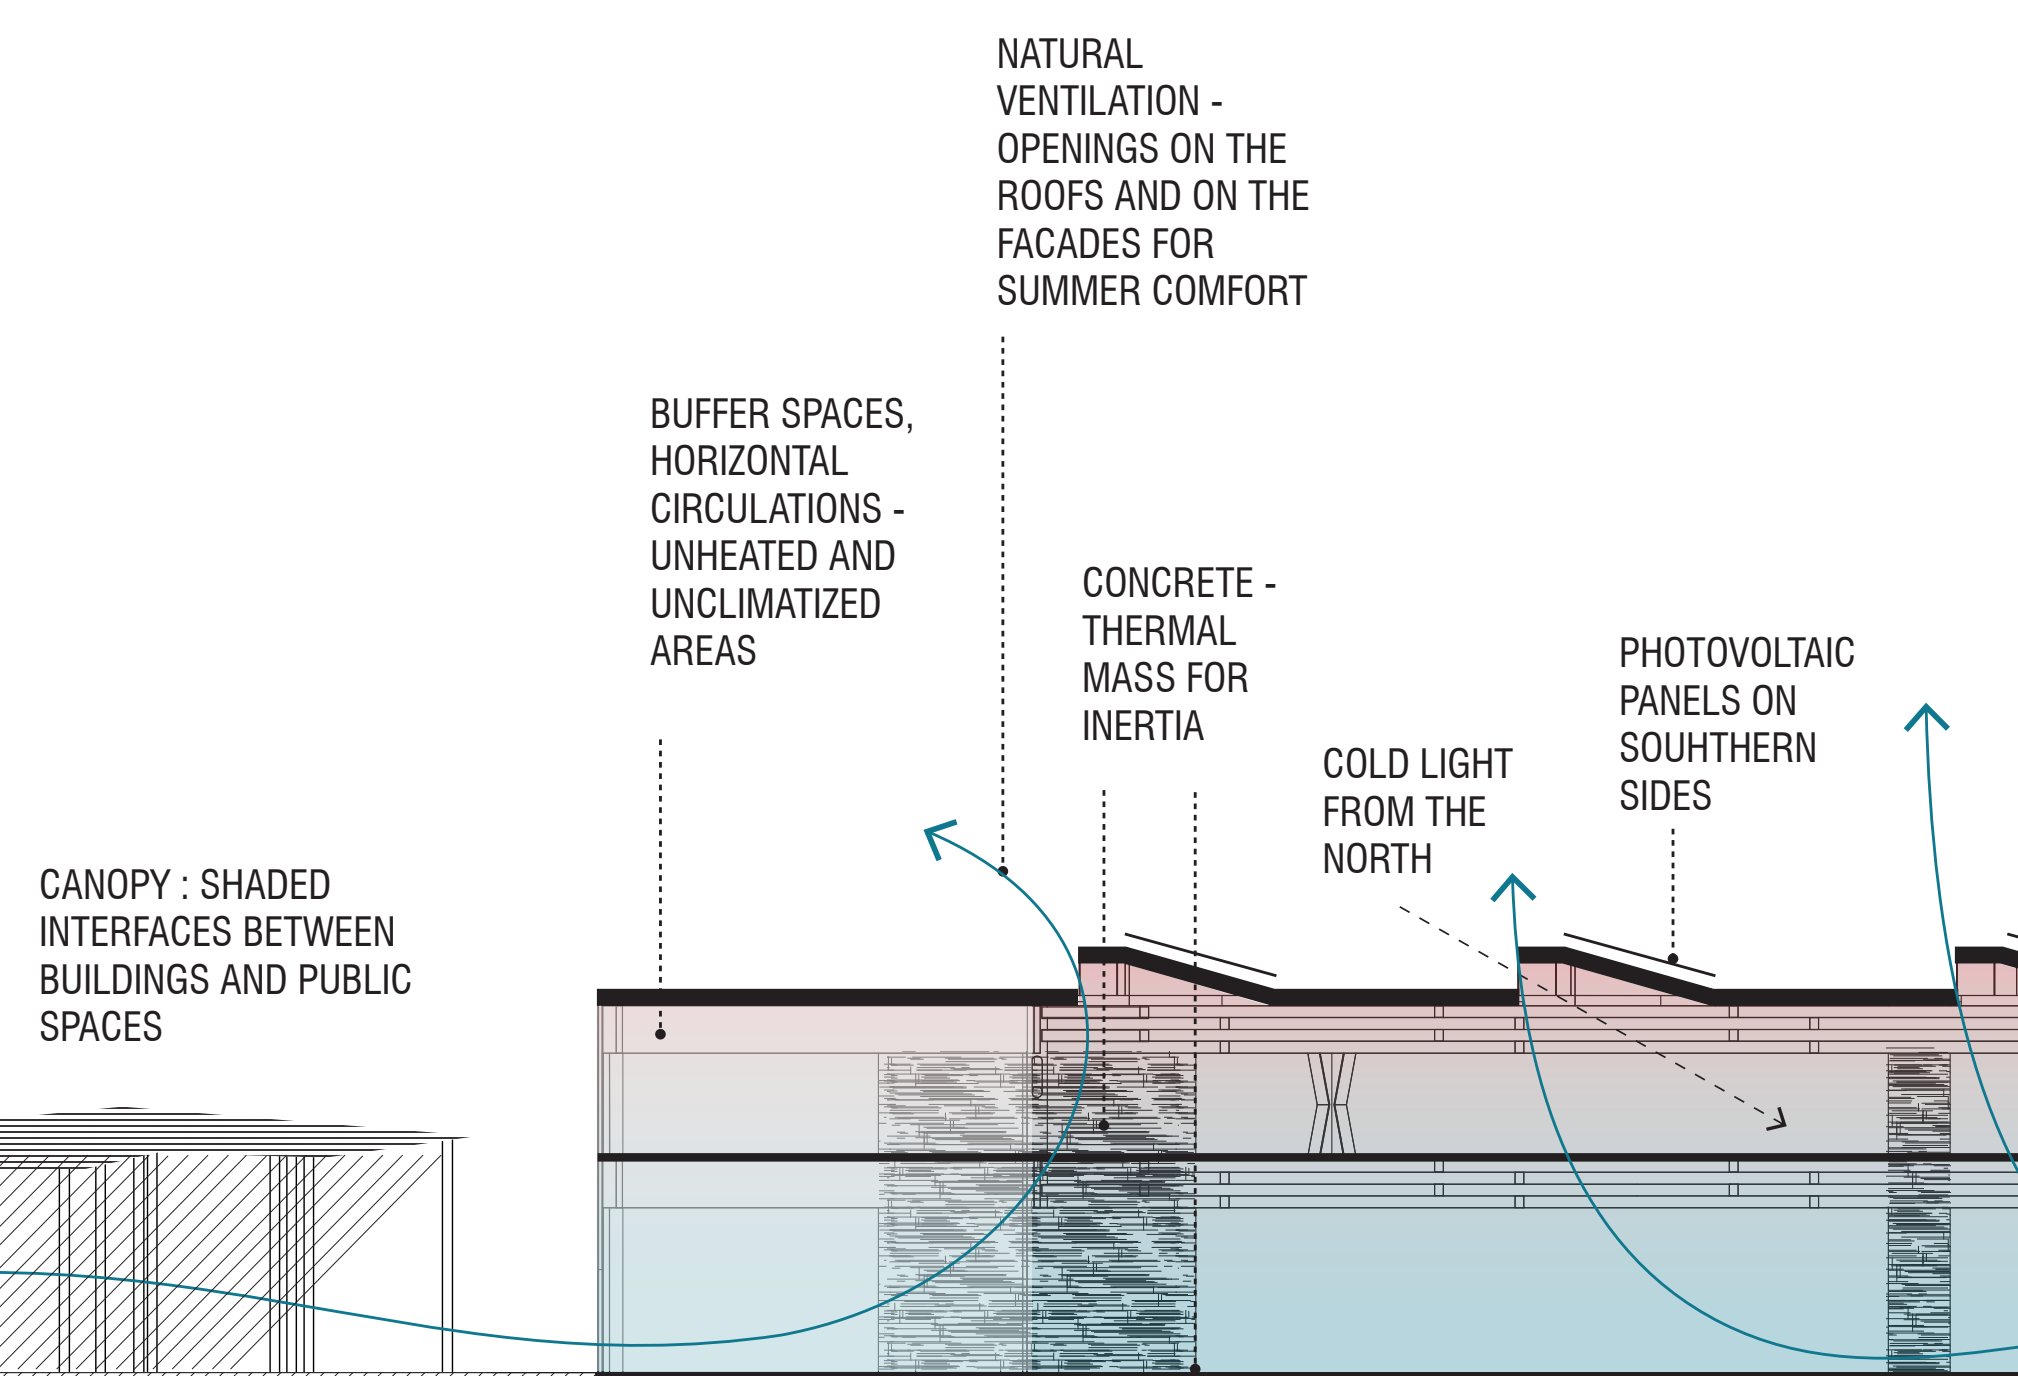 NATURAL
VENTILATION -
OPENINGS ON THE
ROOFS AND ON THE
FACADES FOR
SUMMER COMFORT
BUFFER SPACES,
HORIZONTAL
CIRCULATIONS -
UNHEATED AND
UNCLIMATIZED
AREAS
CONCRETE -
THERMAL
MASS FOR
INERTIA
PHOTOVOLTAIC
PANELS ON
SOUHTHERN
SIDES
COLD LIGHT
FROM THE
NORTH
CANOPY : SHADED
INTERFACES BETWEEN
BUILDINGS AND PUBLIC
SPACES